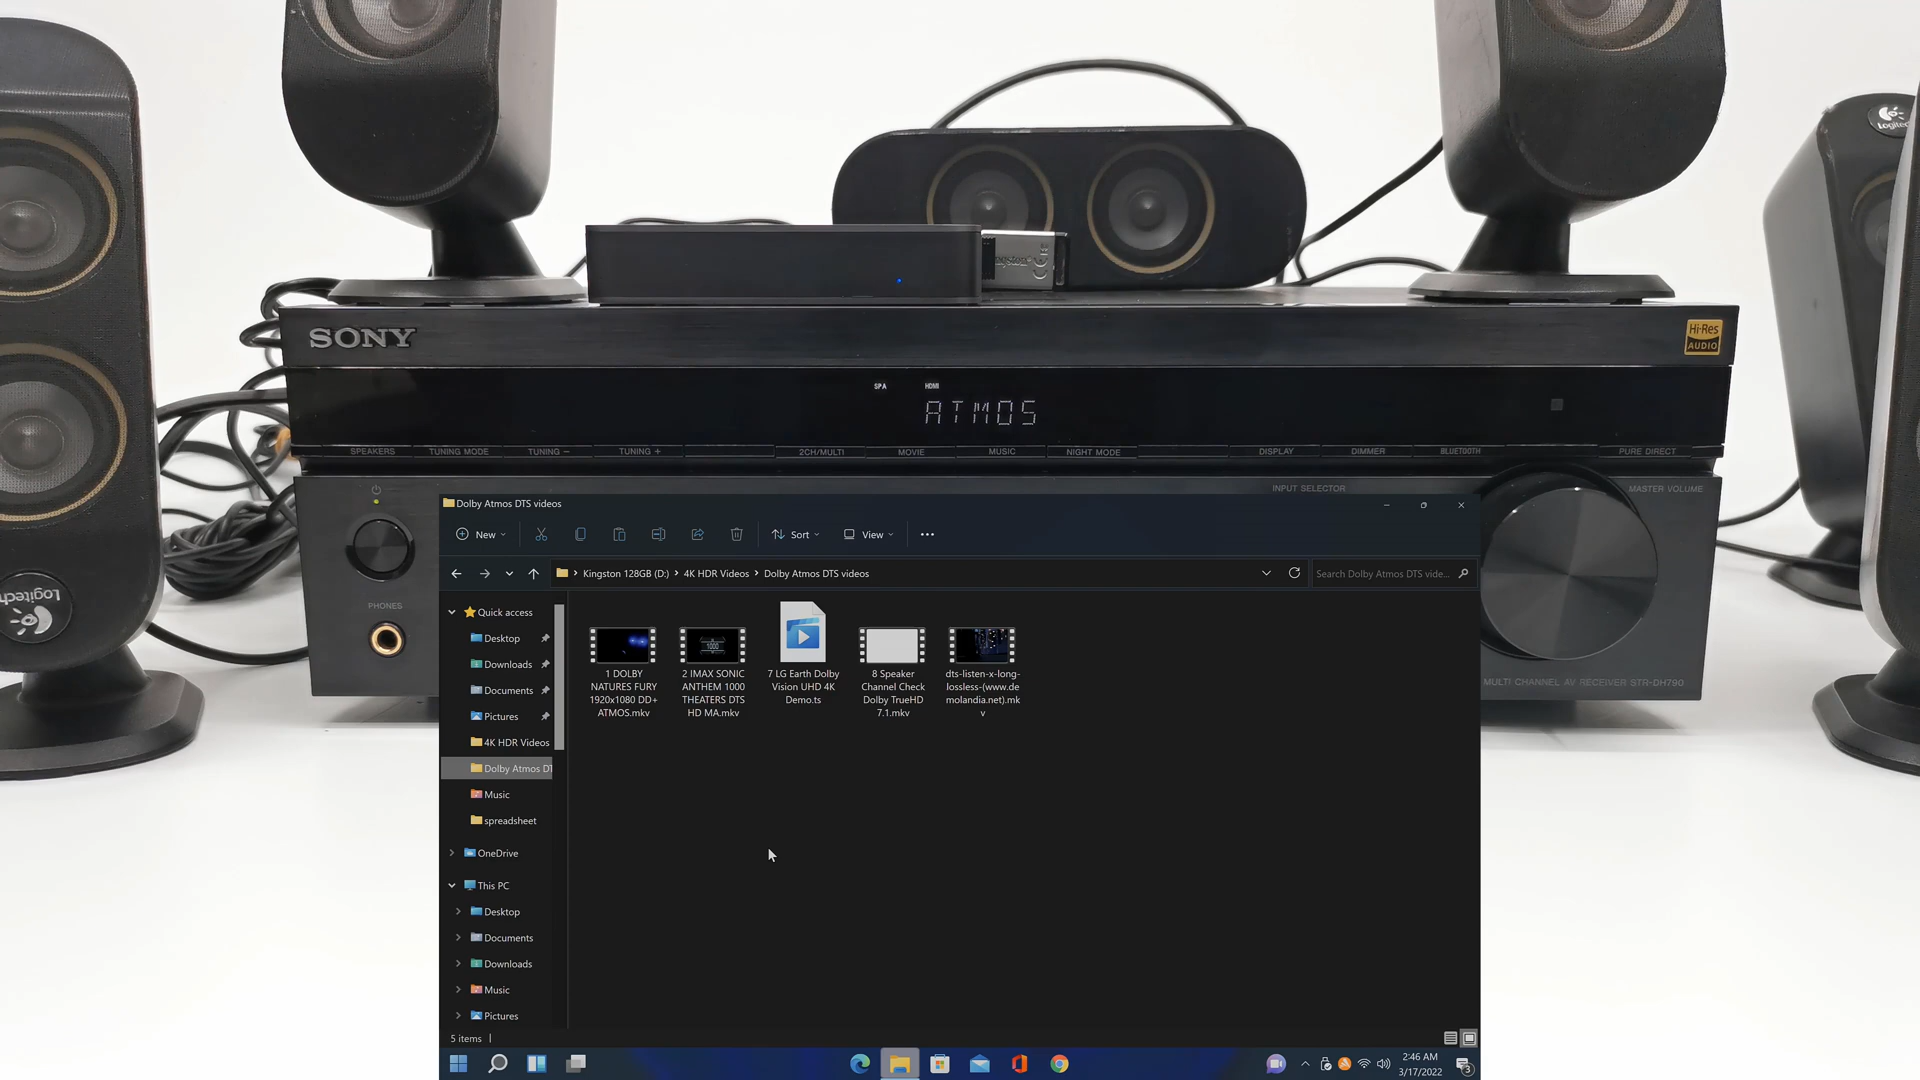 Logitech
SONY
Hi-Res
AUDIO
SPA
HDMI
ATMOS
SPEAKERS
TUNING MODE
TUNING –
TUNING +
2CH/MULTI
MOVIE
MUSIC
NIGHT MODE
DISPLAY
DIMMER
BLUETOOTH
PURE DIRECT
INPUT SELECTOR
MASTER VOLUME
PHONES
MULTI CHANNEL AV RECEIVER STR-DH790
Logitech
Dolby Atmos DTS videos
New
Sort
View
Kingston 128GB (D:) > 4K HDR Videos > Dolby Atmos DTS videos
Search Dolby Atmos DTS vide...
Quick access
Desktop
Downloads
Documents
Pictures
4K HDR Videos
Dolby Atmos DT
Music
spreadsheet
OneDrive
This PC
Desktop
Documents
Downloads
Music
Pictures
1 DOLBY
NATURES FURY
1920x1080 DD+
ATMOS.mkv
2 IMAX SONIC
ANTHEM 1000
THEATERS DTS
HD MA.mkv
7 LG Earth Dolby
Vision UHD 4K
Demo.ts
8 Speaker
Channel Check
Dolby TrueHD
7.1.mkv
dts-listen-x-long-
lossless-(www.de
molandia.net).mk
v
5 items
2:46 AM
3/17/2022
3